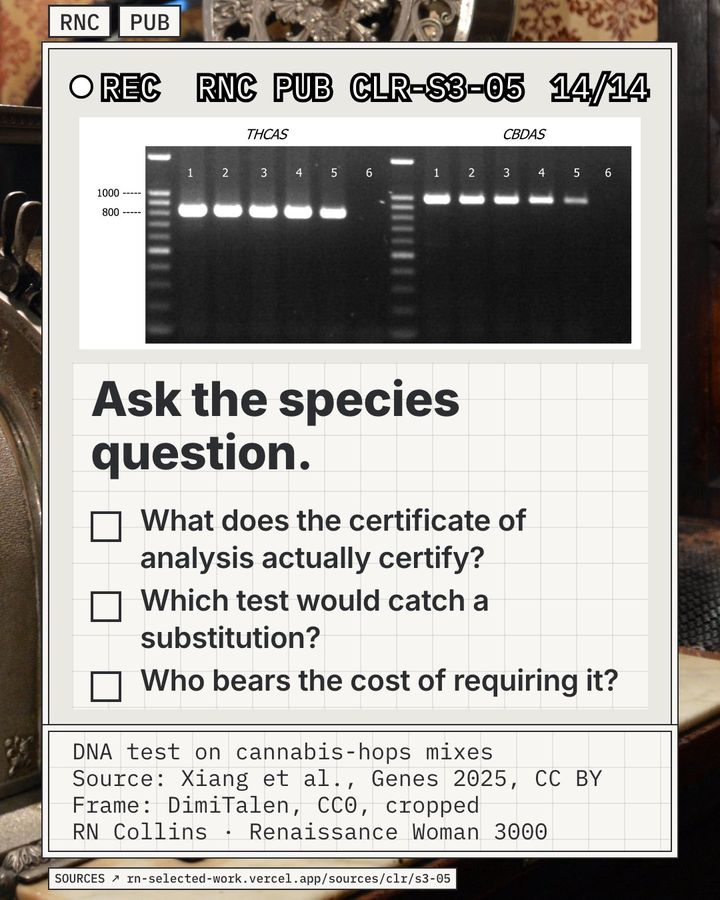 RNC PUB
REC RNC PUB CLR-S3-05 14/14
THCAS CBDAS
1 2 3 4 5 6 1 2 3 4 5 6
1000 -----
800 -----
Ask the species
question.
What does the certificate of
analysis actually certify?
Which test would catch a
substitution?
Who bears the cost of requiring it?
DNA test on cannabis-hops mixes
Source: Xiang et al., Genes 2025, CC BY
Frame: DimiTalen, CC0, cropped
RN Collins · Renaissance Woman 3000
SOURCES ↗ rn-selected-work.vercel.app/sources/clr/s3-05